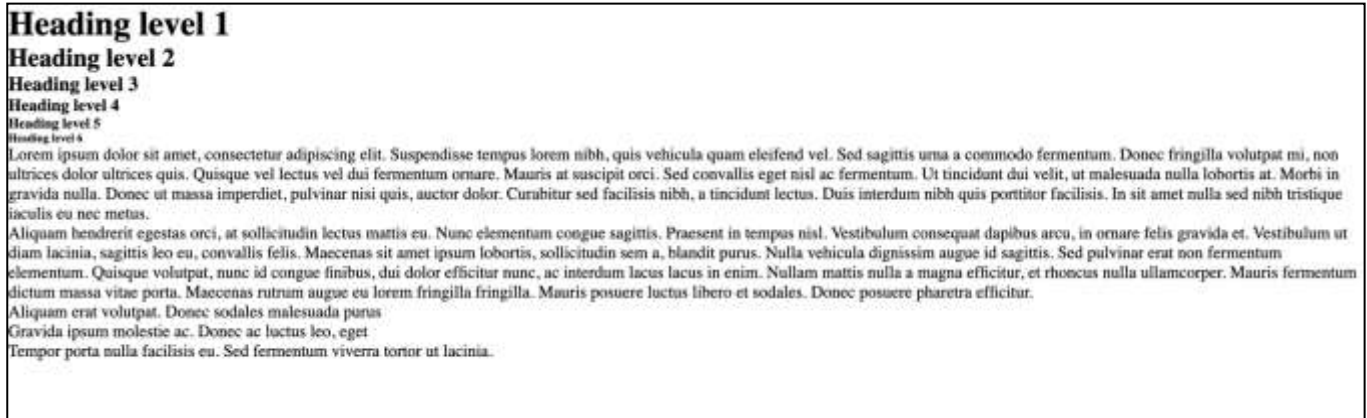 Heading level 1
Heading level 2
Heading level 3
Heading level 4
Heading level 5
Heading level 6
Lorem ipsum dolor sit amet, consectetur adipiscing elit. Suspendisse tempus lorem nibh, quis vehicula quam eleifend vel. Sed sagittis urna a commodo fermentum. Donec fringilla volutpat mi, non
ultrices dolor ultrices quis. Quisque vel lectus vel dui fermentum ornare. Mauris at suscipit orci. Sed convallis eget nisl ac fermentum. Ut tincidunt dui velit, ut malesuada nulla lobortis at. Morbi in
gravida nulla. Donec ut massa imperdiet, pulvinar nisi quis, auctor dolor. Curabitur sed facilisis nibh, a tincidunt lectus. Duis interdum nibh quis porttitor facilisis. In sit amet nulla sed nibh tristique
iaculis eu nec metus.
Aliquam hendrerit egestas orci, at sollicitudin lectus mattis eu. Nunc elementum congue sagittis. Praesent in tempus nisl. Vestibulum consequat dapibus arcu, in ornare felis gravida et. Vestibulum ut
diam lacinia, sagittis leo eu, convallis felis. Maecenas sit amet ipsum lobortis, sollicitudin sem a, blandit purus. Nulla vehicula dignissim augue id sagittis. Sed pulvinar erat non fermentum
elementum. Quisque volutpat, nunc id congue finibus, dui dolor efficitur nunc, ac interdum lacus lacus in enim. Nullam mattis nulla a magna efficitur, et rhoncus nulla ullamcorper. Mauris fermentum
dictum massa vitae porta. Maecenas rutrum augue eu lorem fringilla fringilla. Mauris posuere luctus libero et sodales. Donec posuere pharetra efficitur.
Aliquam erat volutpat. Donec sodales malesuada purus
Gravida ipsum molestie ac. Donec ac luctus leo, eget
Tempor porta nulla facilisis eu. Sed fermentum viverra tortor ut lacinia.